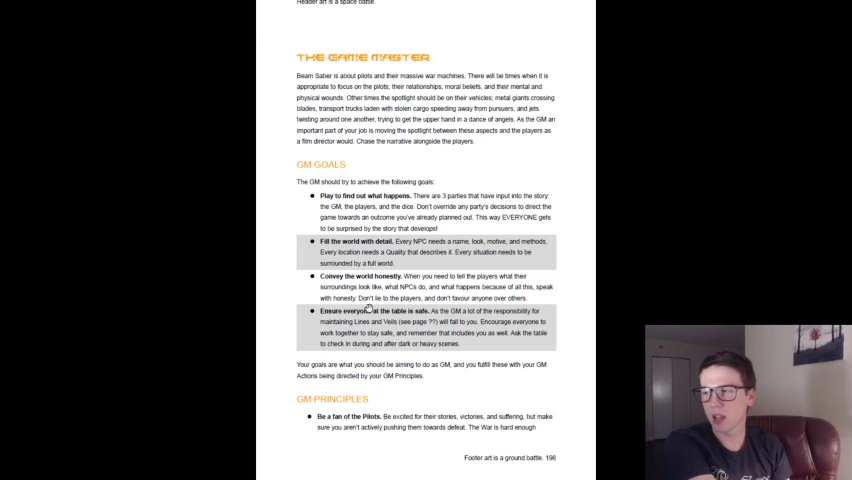 Header art is a space battle.
THE GAME MASTER
Beam Saber is about pilots and their massive war machines. There will be times when it is
appropriate to focus on the pilots; their relationships, moral beliefs, and their mental and
physical wounds. Other times the spotlight should be on their vehicles; metal giants crossing
blades, transport trucks laden with stolen cargo speeding away from pursuers, and jets
twisting around one another, trying to get the upper hand in a dance of angels. As the GM an
important part of your job is moving the spotlight between these aspects and the players as
a film director would. Chase the narrative alongside the players.
GM GOALS
The GM should try to achieve the following goals:
● Play to find out what happens. There are 3 parties that have input into the story:
the GM, the players, and the dice. Don't override any party's decisions to direct the
game towards an outcome you've already planned out. This way EVERYONE gets
to be surprised by the story that develops!
● Fill the world with detail. Every NPC needs a name, look, motive, and methods.
Every location needs a Quality that describes it. Every situation needs to be
surrounded by a full world.
● Convey the world honestly. When you need to tell the players what their
surroundings look like, what NPCs do, and what happens because of all this, speak
with honesty. Don't lie to the players, and don't favour anyone over others.
● Ensure everyone at the table is safe. As the GM a lot of the responsibility for
maintaining Lines and Veils (see page ??) will fall to you. Encourage everyone to
work together to stay safe, and remember that includes you as well. Ask the table
to check in during and after dark or heavy scenes.
Your goals are what you should be aiming to do as GM, and you fulfill these with your GM
Actions being directed by your GM Principles.
GM PRINCIPLES
● Be a fan of the Pilots. Be excited for their stories, victories, and suffering, but make
sure you aren't actively pushing them towards defeat. The War is hard enough
Footer art is a ground battle. 198